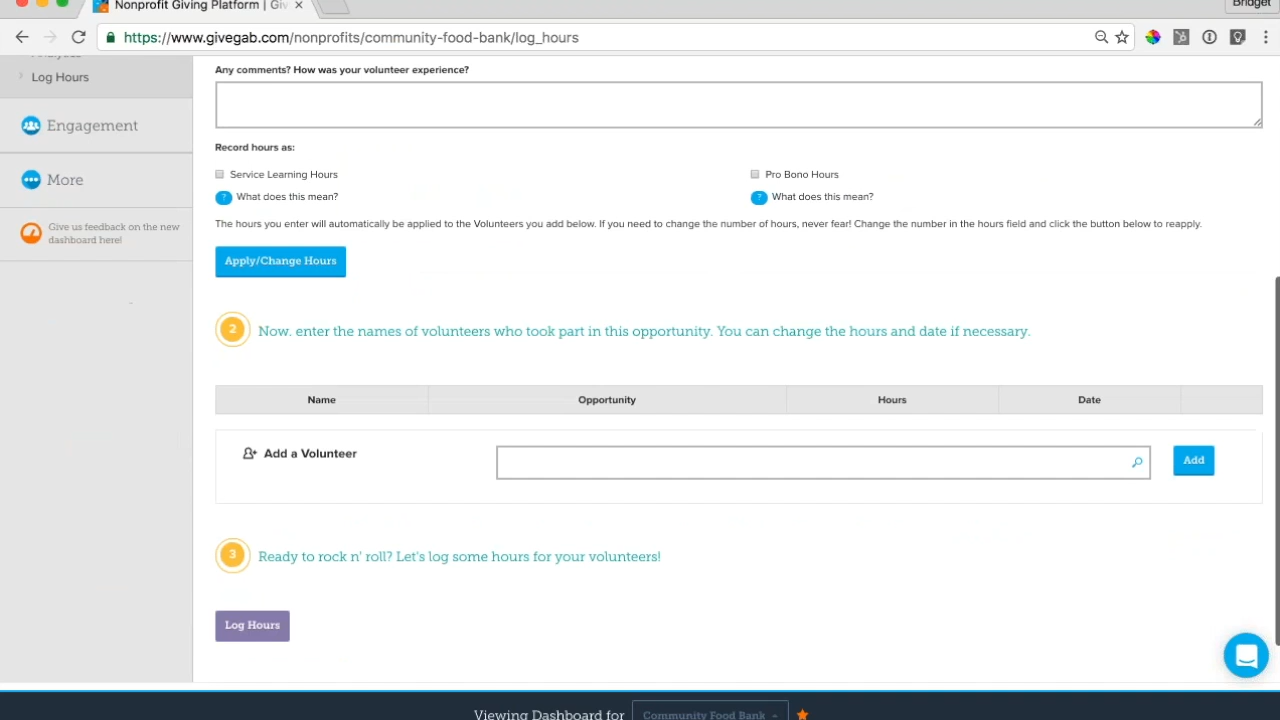 Nonprofit Giving Platform | Giv
Bridget
https://www.givegab.com/nonprofits/community-food-bank/log_hours
Log Hours
Engagement
More
Give us feedback on the new
dashboard here!
Any comments? How was your volunteer experience?
Record hours as:
Service Learning Hours
Pro Bono Hours
? What does this mean?
? What does this mean?
The hours you enter will automatically be applied to the Volunteers you add below. If you need to change the number of hours, never fear! Change the number in the hours field and click the button below to reapply.
Apply/Change Hours
2 Now. enter the names of volunteers who took part in this opportunity. You can change the hours and date if necessary.
Name Opportunity Hours Date
Add a Volunteer
Add
3 Ready to rock n' roll? Let's log some hours for your volunteers!
Log Hours
Viewing Dashboard for Community Food Bank